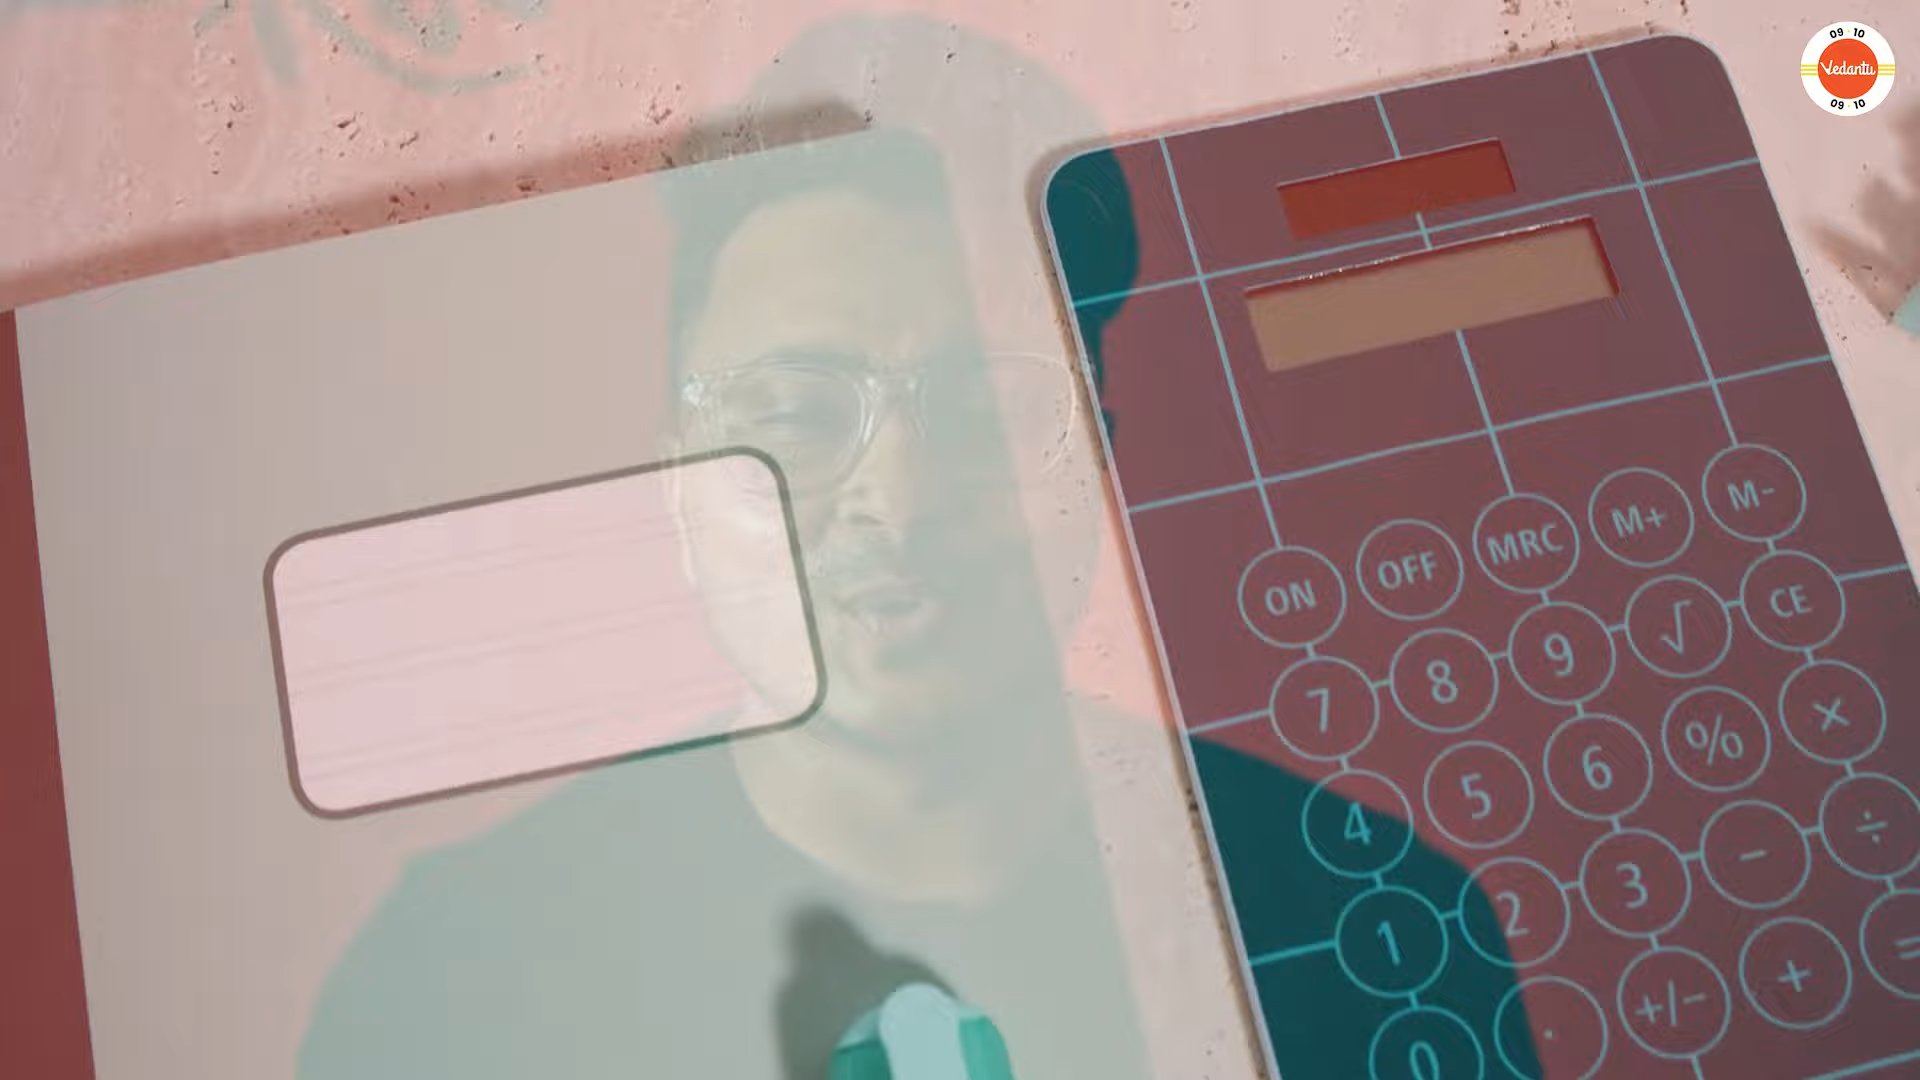 09·10
Vedantu
09·10
ON OFF MRC M+ M-
7 8 9 √ CE
4 5 6 % ×
1 2 3 − ÷
0 · +/− + =